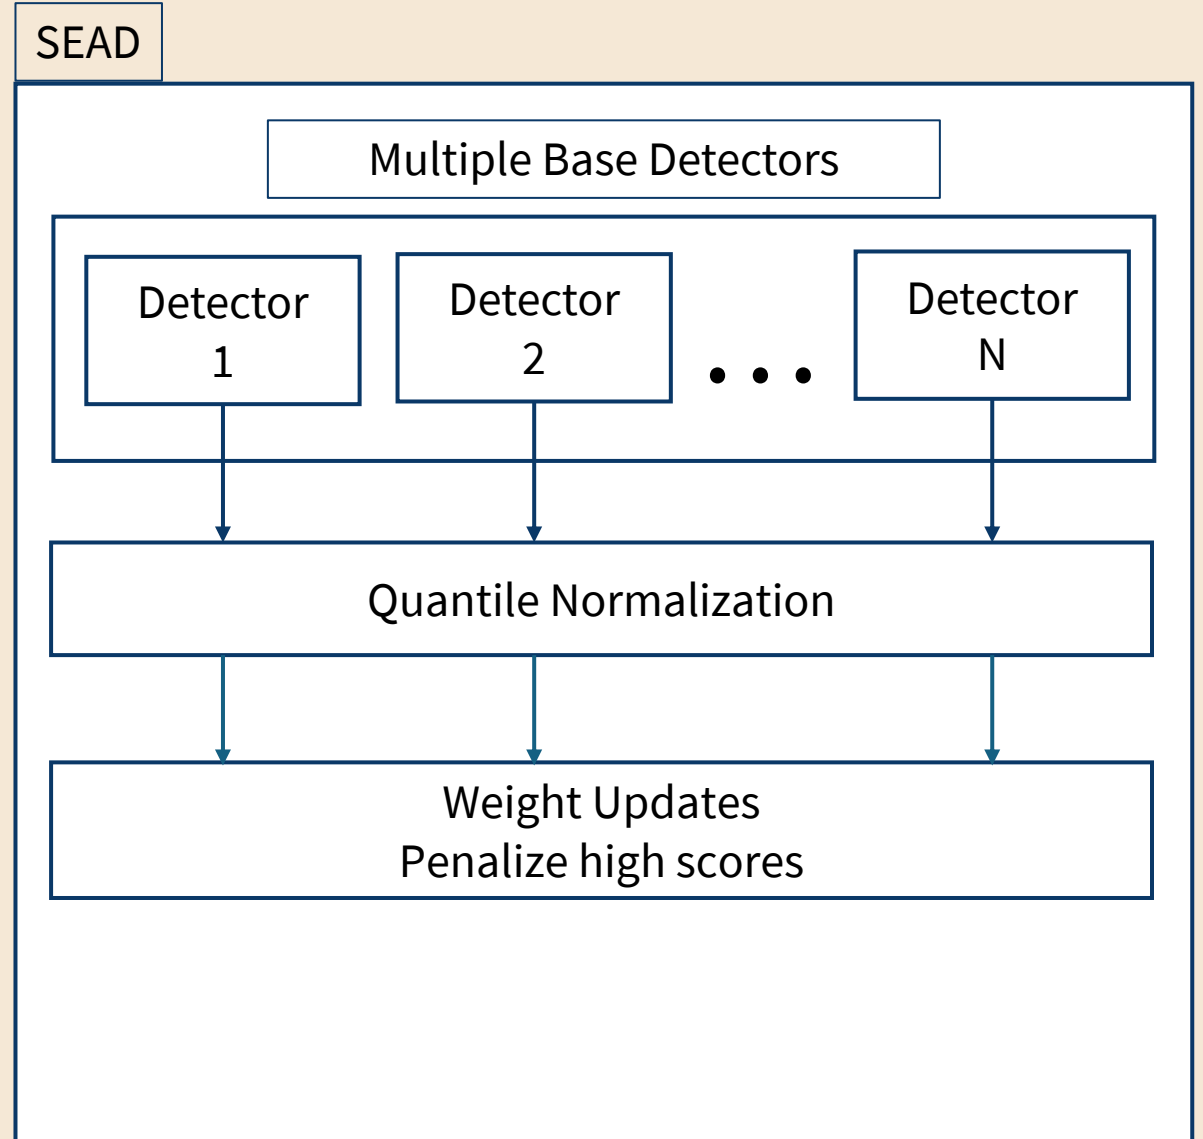 SEAD
Multiple Base Detectors
Detector
1
Detector
2
• • •
Detector
N
Quantile Normalization
Weight Updates
Penalize high scores